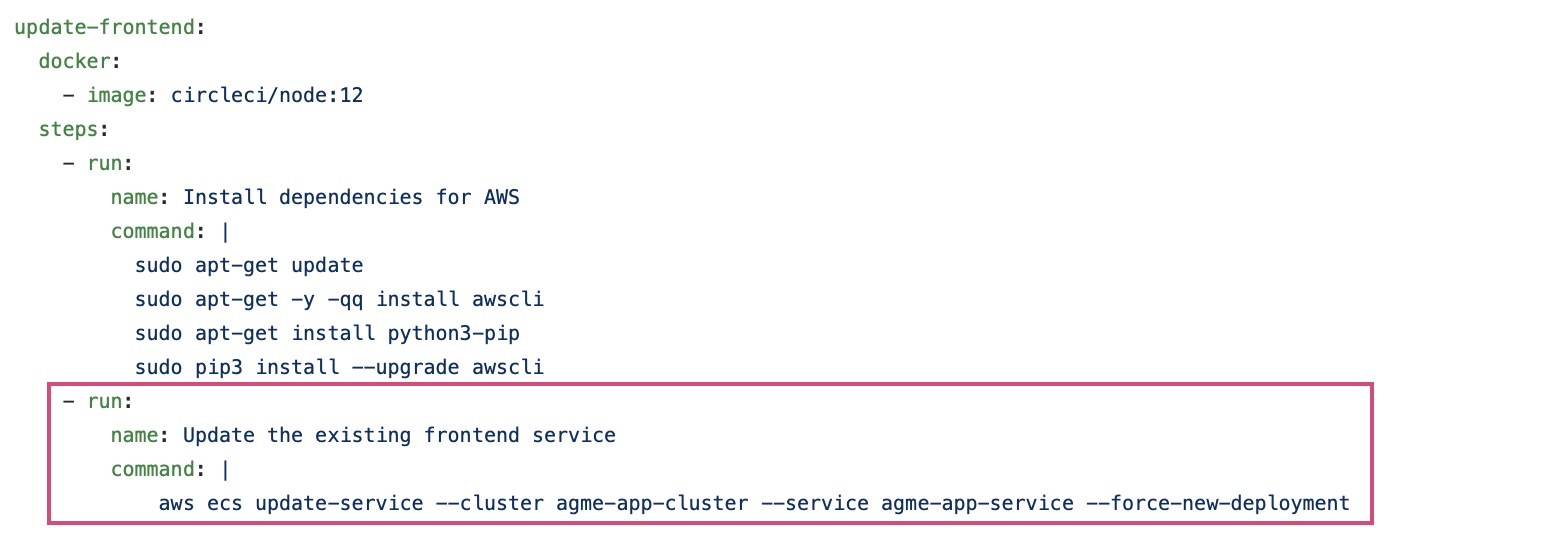 update-frontend:
  docker:
    - image: circleci/node:12
  steps:
    - run:
        name: Install dependencies for AWS
        command: |
          sudo apt-get update
          sudo apt-get -y -qq install awscli
          sudo apt-get install python3-pip
          sudo pip3 install --upgrade awscli
    - run:
        name: Update the existing frontend service
        command: |
            aws ecs update-service --cluster agme-app-cluster --service agme-app-service --force-new-deployment